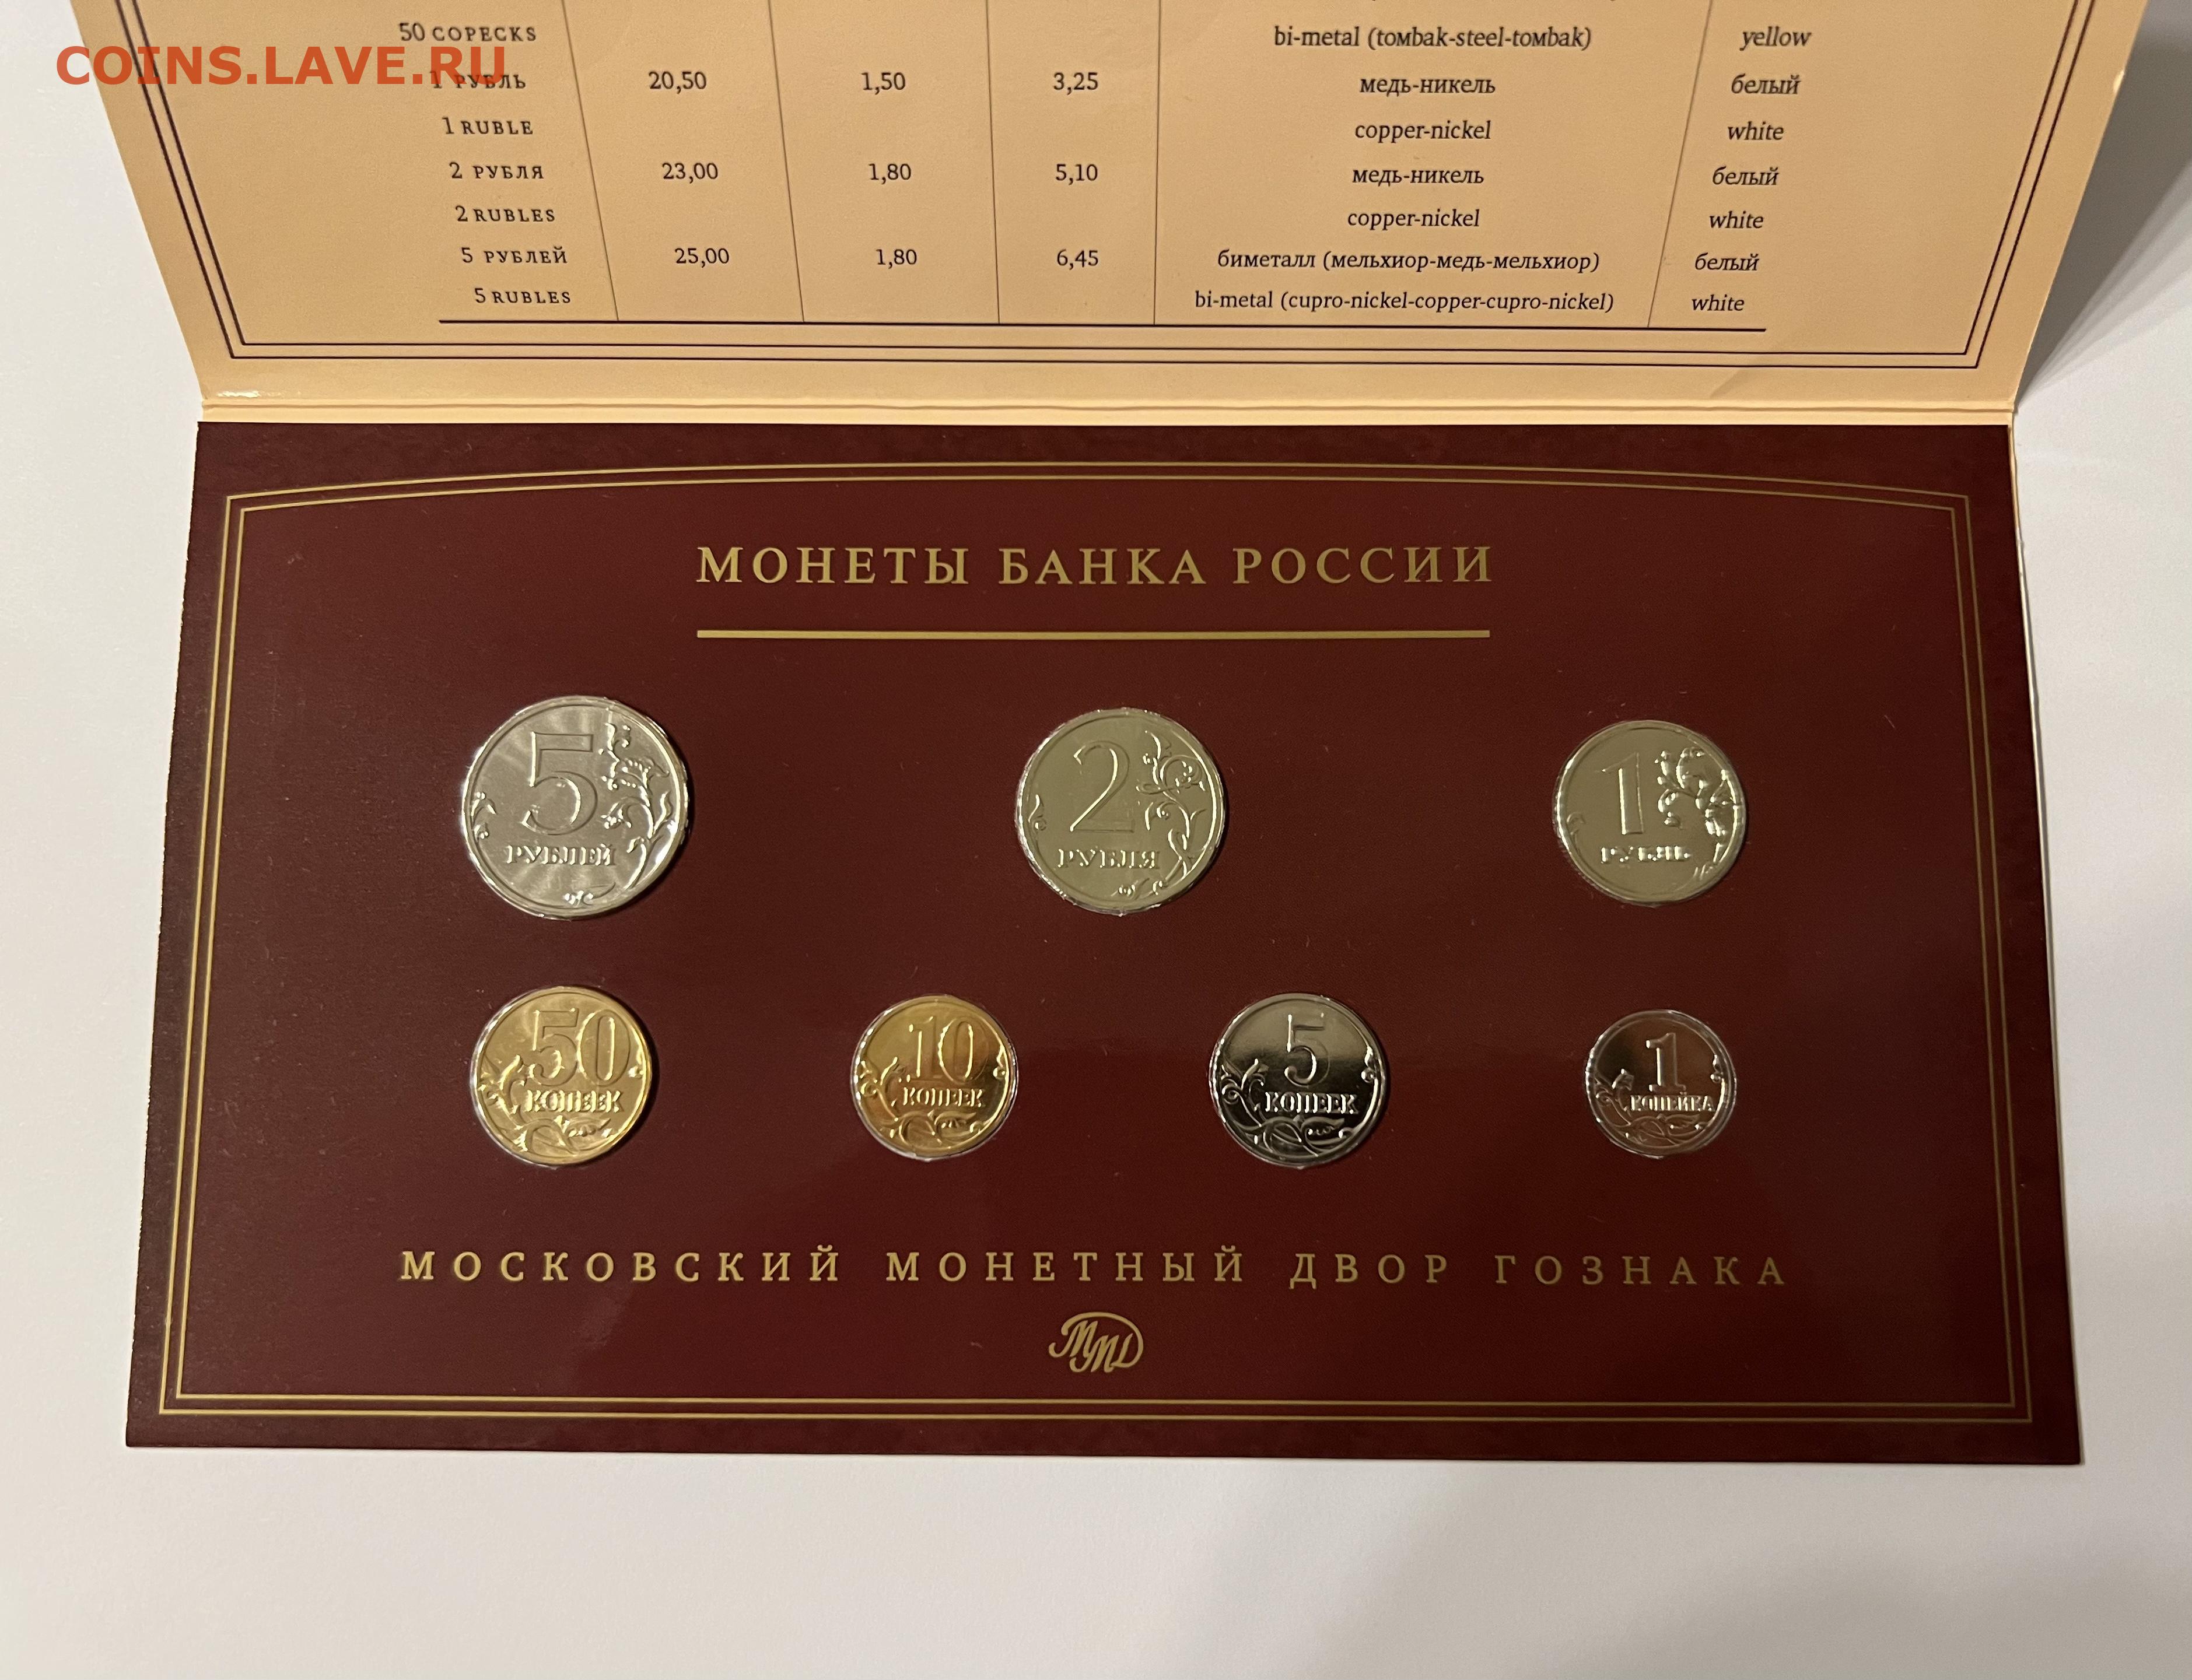 50 COPECKS bi-metal (томbak-steel-томbak) yellow
COINS.LAVE.RU
1 РУБЛЬ 20,50 1,50 3,25 медь-никель белый
1 RUBLE copper-nickel white
2 РУБЛЯ 23,00 1,80 5,10 медь-никель белый
2 RUBLES copper-nickel white
5 РУБЛЕЙ 25,00 1,80 6,45 биметалл (мельхиор-медь-мельхиор) белый
5 RUBLES bi-metal (cupro-nickel-copper-cupro-nickel) white
МОНЕТЫ БАНКА РОССИИ
5 РУБЛЕЙ
2 РУБЛЯ
1 РУБЛЬ
50 КОПЕЕК
10 КОПЕЕК
5 КОПЕЕК
1 КОПЕЙКА
МОСКОВСКИЙ МОНЕТНЫЙ ДВОР ГОЗНАКА
ММД